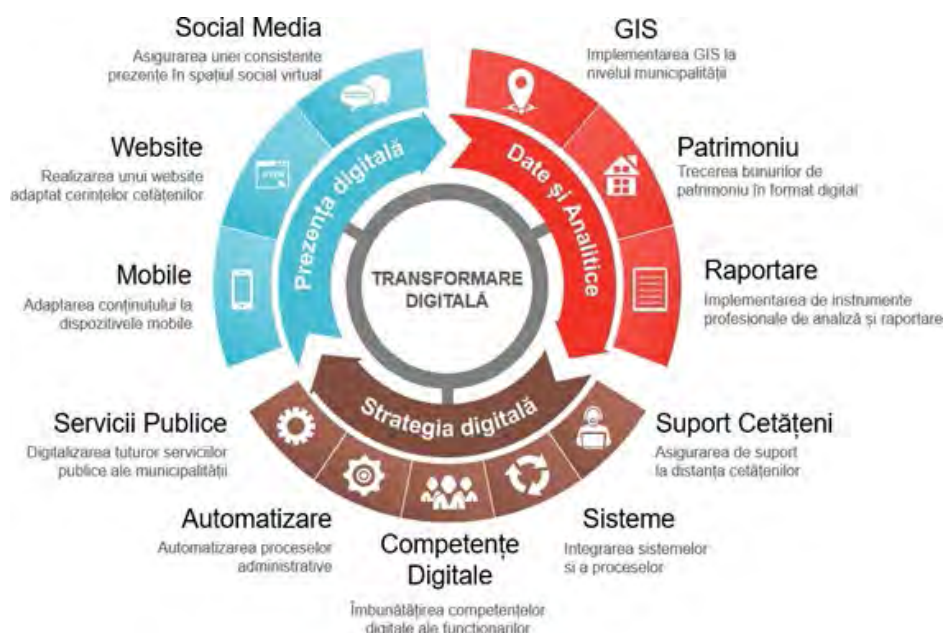 Social Media
Asigurarea unei consistente
prezențe în spațiul social virtual
Website
Realizarea unui website
adaptat cerințelor cetățenilor
Mobile
Adaptarea conținutului la
dispozitivele mobile
GIS
Implementarea GIS la
nivelul municipalității
Patrimoniu
Trecerea bunurilor de
patrimoniu în format digital
Raportare
Implementarea de instrumente
profesionale de analiză și raportare
Prezența digitală
Date și Analitice
TRANSFORMARE
DIGITALĂ
Strategia digitală
Servicii Publice
Digitalizarea tuturor serviciilor
publice ale municipalității
Automatizare
Automatizarea proceselor
administrative
Competențe
Digitale
Îmbunătățirea competențelor
digitale ale funcționarilor
Sisteme
Integrarea sistemelor
si a proceselor
Suport Cetățeni
Asigurarea de suport
la distanța cetățenilor